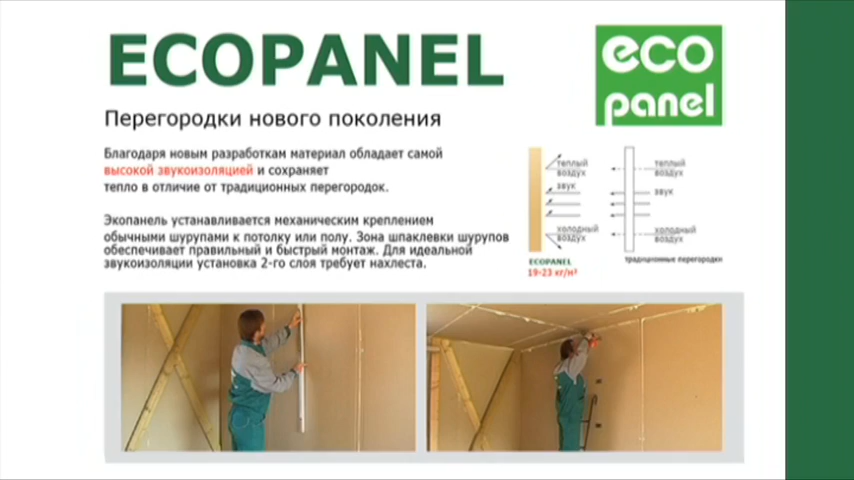 ECOPANEL
eco
panel
Перегородки нового поколения
Благодаря новым разработкам материал обладает самой
высокой звукоизоляцией и сохраняет
тепло в отличие от традиционных перегородок.
Экопанель устанавливается механическим креплением
обычными шурупами к потолку или полу. Зона шпаклевки шурупов
обеспечивает правильный и быстрый монтаж. Для идеальной
звукоизоляции установка 2-го слоя требует нахлеста.
теплый
воздух
звук
холодный
воздух
ECOPANEL
19-23 кг/м²
теплый
воздух
звук
холодный
воздух
традиционные перегородки